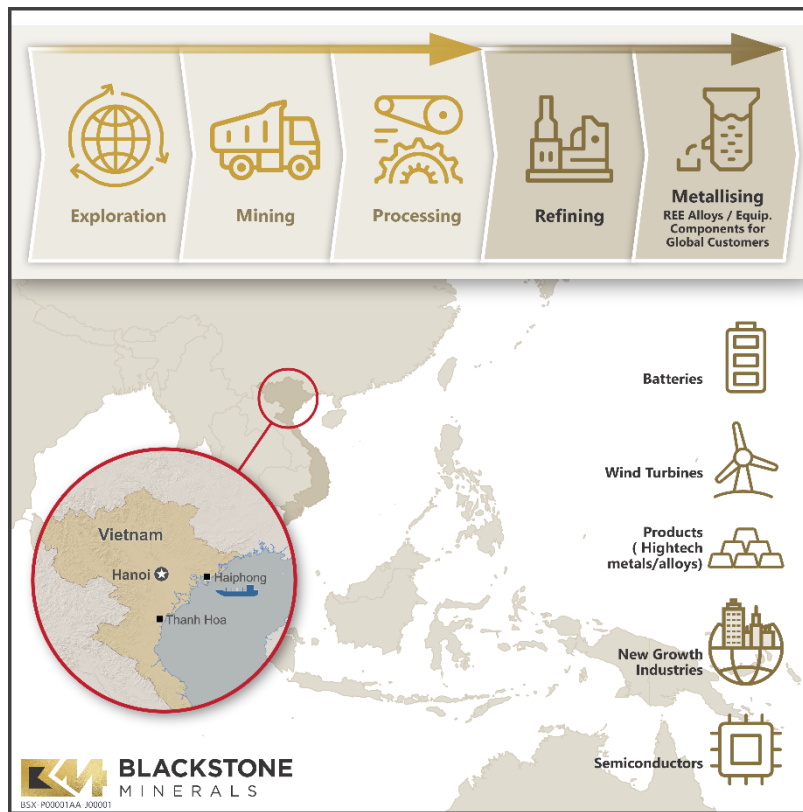 Exploration
Mining
Processing
Refining
Metallising
REE Alloys / Equip.
Components for
Global Customers
Batteries
Wind Turbines
Products
( Hightech
metals/alloys)
New Growth
Industries
Semiconductors
Vietnam
Hanoi
Haiphong
Thanh Hoa
BLACKSTONE
MINERALS
BSX-P00001AA-J00001